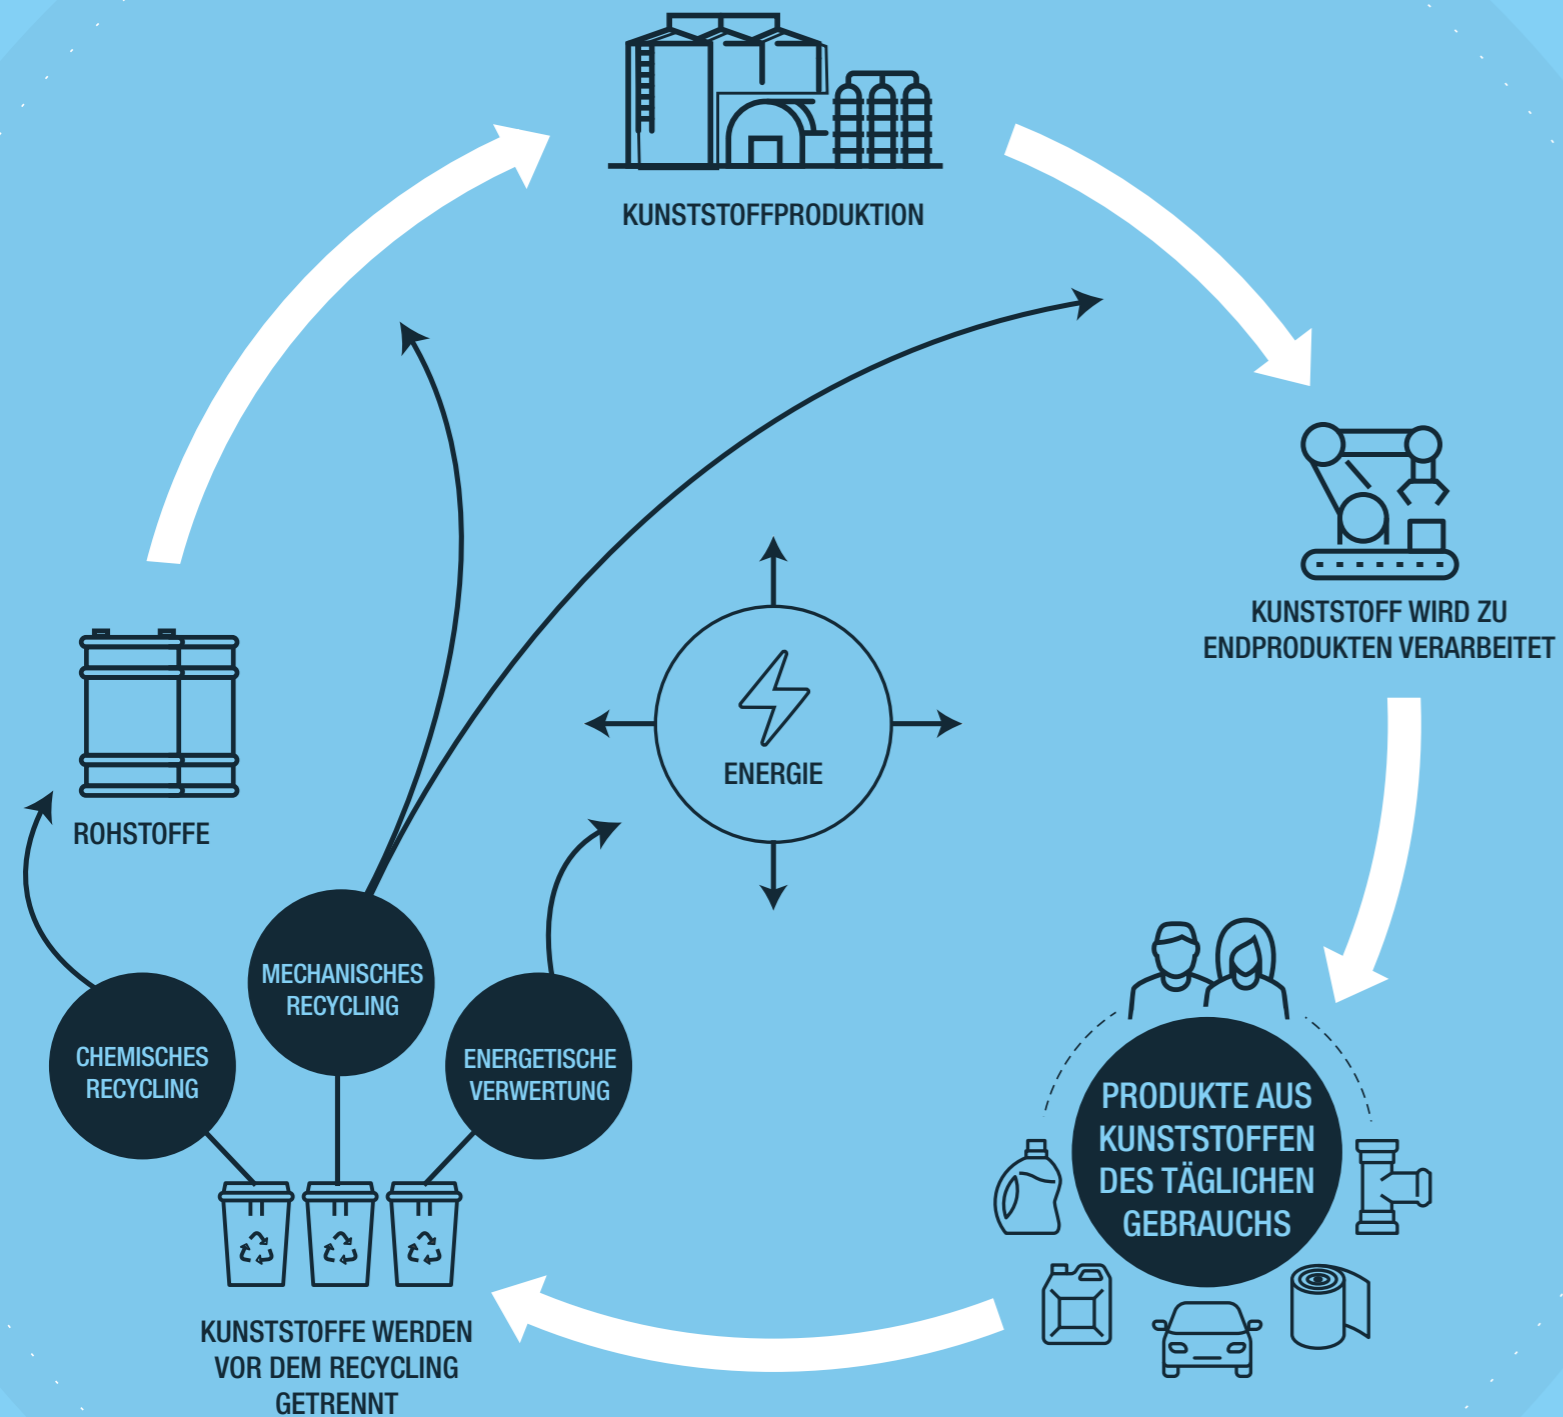 KUNSTSTOFFPRODUKTION
KUNSTSTOFF WIRD ZU
ENDPRODUKTEN VERARBEITET
ENERGIE
ROHSTOFFE
MECHANISCHES
RECYCLING
CHEMISCHES
RECYCLING
ENERGETISCHE
VERWERTUNG
PRODUKTE AUS
KUNSTSTOFFEN
DES TÄGLICHEN
GEBRAUCHS
KUNSTSTOFFE WERDEN
VOR DEM RECYCLING
GETRENNT